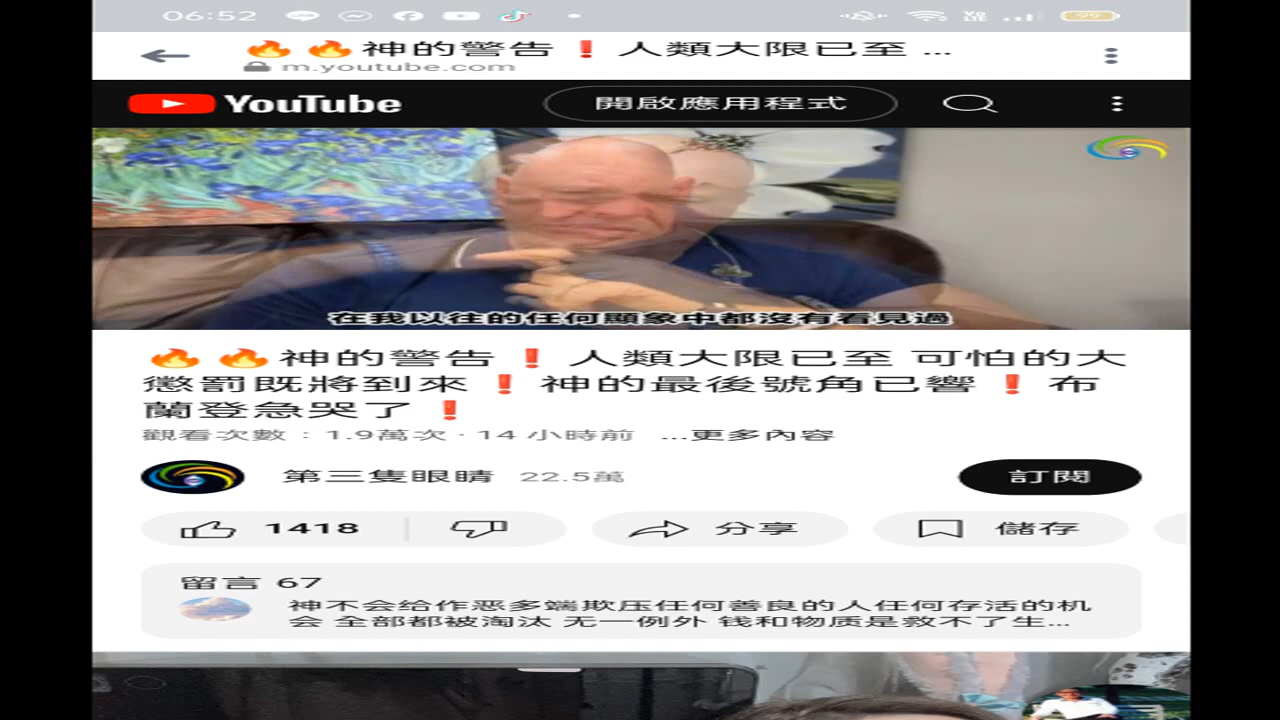 06:52
VO LTE
99
🔥🔥神的警告❗人類大限已至 ...
m.youtube.com
YouTube
開啟應用程式
在我以往的任何顯象中都沒有看見過
🔥🔥神的警告❗人類大限已至 可怕的大
懲罰既將到來❗神的最後號角已響❗布
蘭登急哭了❗
觀看次數：1.9萬次 · 14 小時前 ...更多內容
第三隻眼睛 22.5萬
訂閱
1418
分享
儲存
留言 67
神不会给作恶多端欺压任何善良的人任何存活的机
会 全部都被淘汰 无一例外 钱和物质是救不了生...